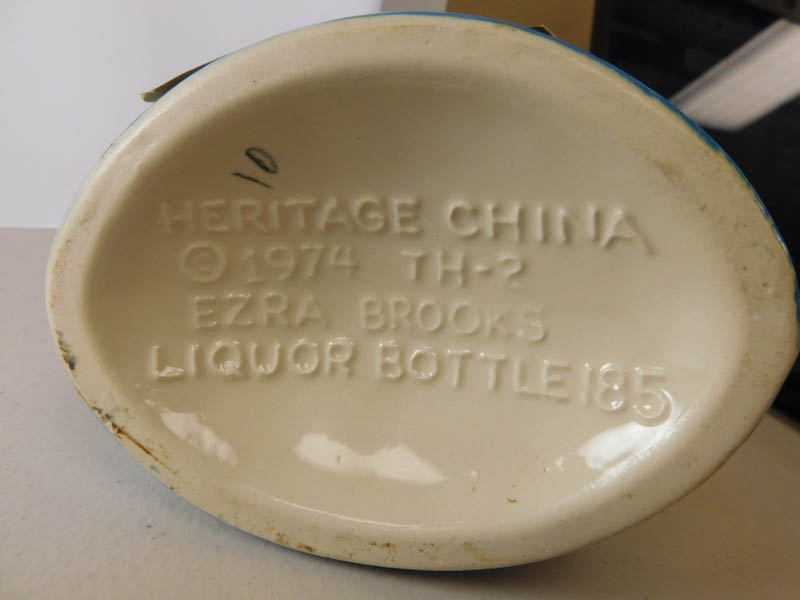 10
HERITAGE CHINA
© 1974 TH-2
EZRA BROOKS
LIQUOR BOTTLE 185